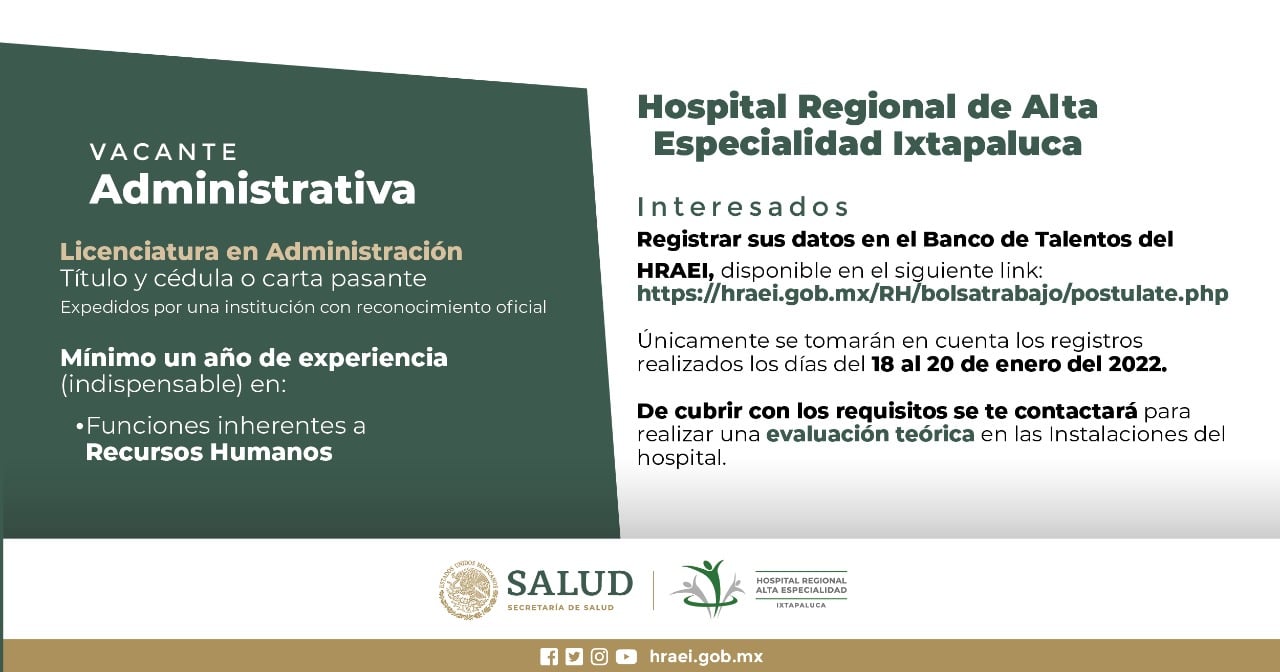 VACANTE
Administrativa
Licenciatura en Administración
Título y cédula o carta pasante
Expedidos por una institución con reconocimiento oficial
Mínimo un año de experiencia
(indispensable) en:
•Funciones inherentes a
Recursos Humanos
Hospital Regional de Alta
Especialidad Ixtapaluca
Interesados
Registrar sus datos en el Banco de Talentos del
HRAEI, disponible en el siguiente link:
https://hraei.gob.mx/RH/bolsatrabajo/postulate.php
Únicamente se tomarán en cuenta los registros
realizados los días del 18 al 20 de enero del 2022.
De cubrir con los requisitos se te contactará para
realizar una evaluación teórica en las Instalaciones del
hospital.
ESTADOS UNIDOS MEXICANOS
SALUD
SECRETARÍA DE SALUD
HOSPITAL REGIONAL
ALTA ESPECIALIDAD
IXTAPALUCA
hraei.gob.mx